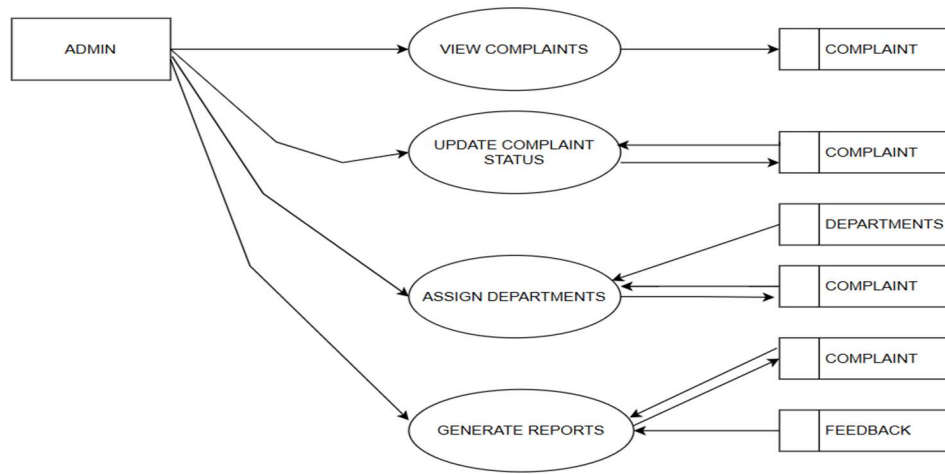 ADMIN
VIEW COMPLAINTS
COMPLAINT
UPDATE COMPLAINT
STATUS
COMPLAINT
DEPARTMENTS
ASSIGN DEPARTMENTS
COMPLAINT
COMPLAINT
GENERATE REPORTS
FEEDBACK